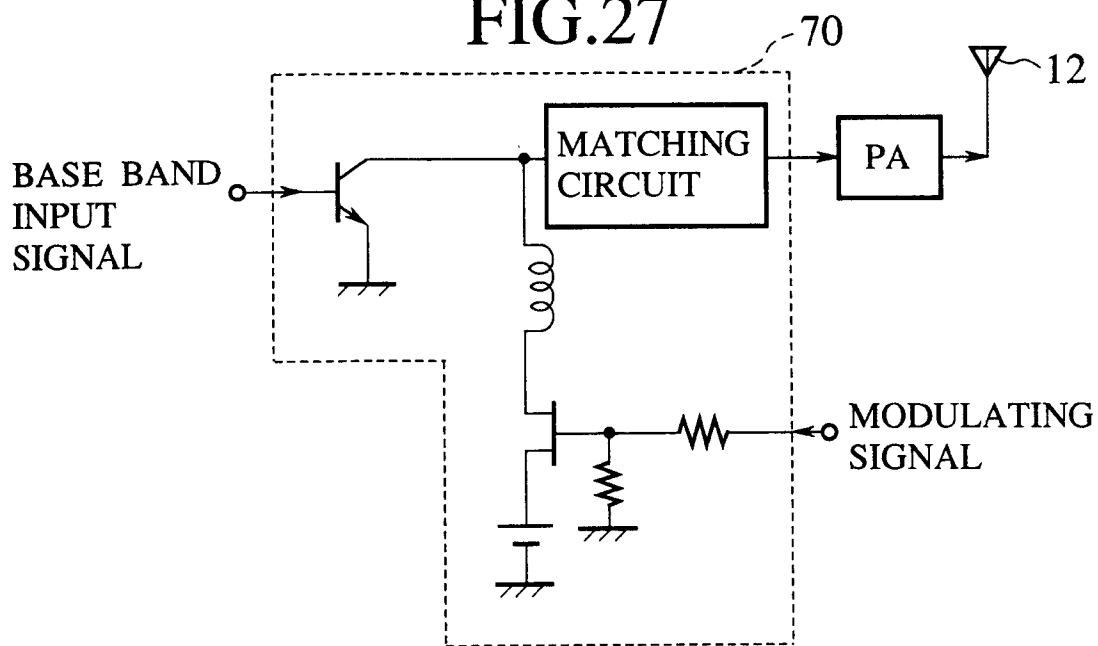 FIG.27
70
12
BASE BAND
INPUT
SIGNAL
MATCHING
CIRCUIT
PA
MODULATING
SIGNAL